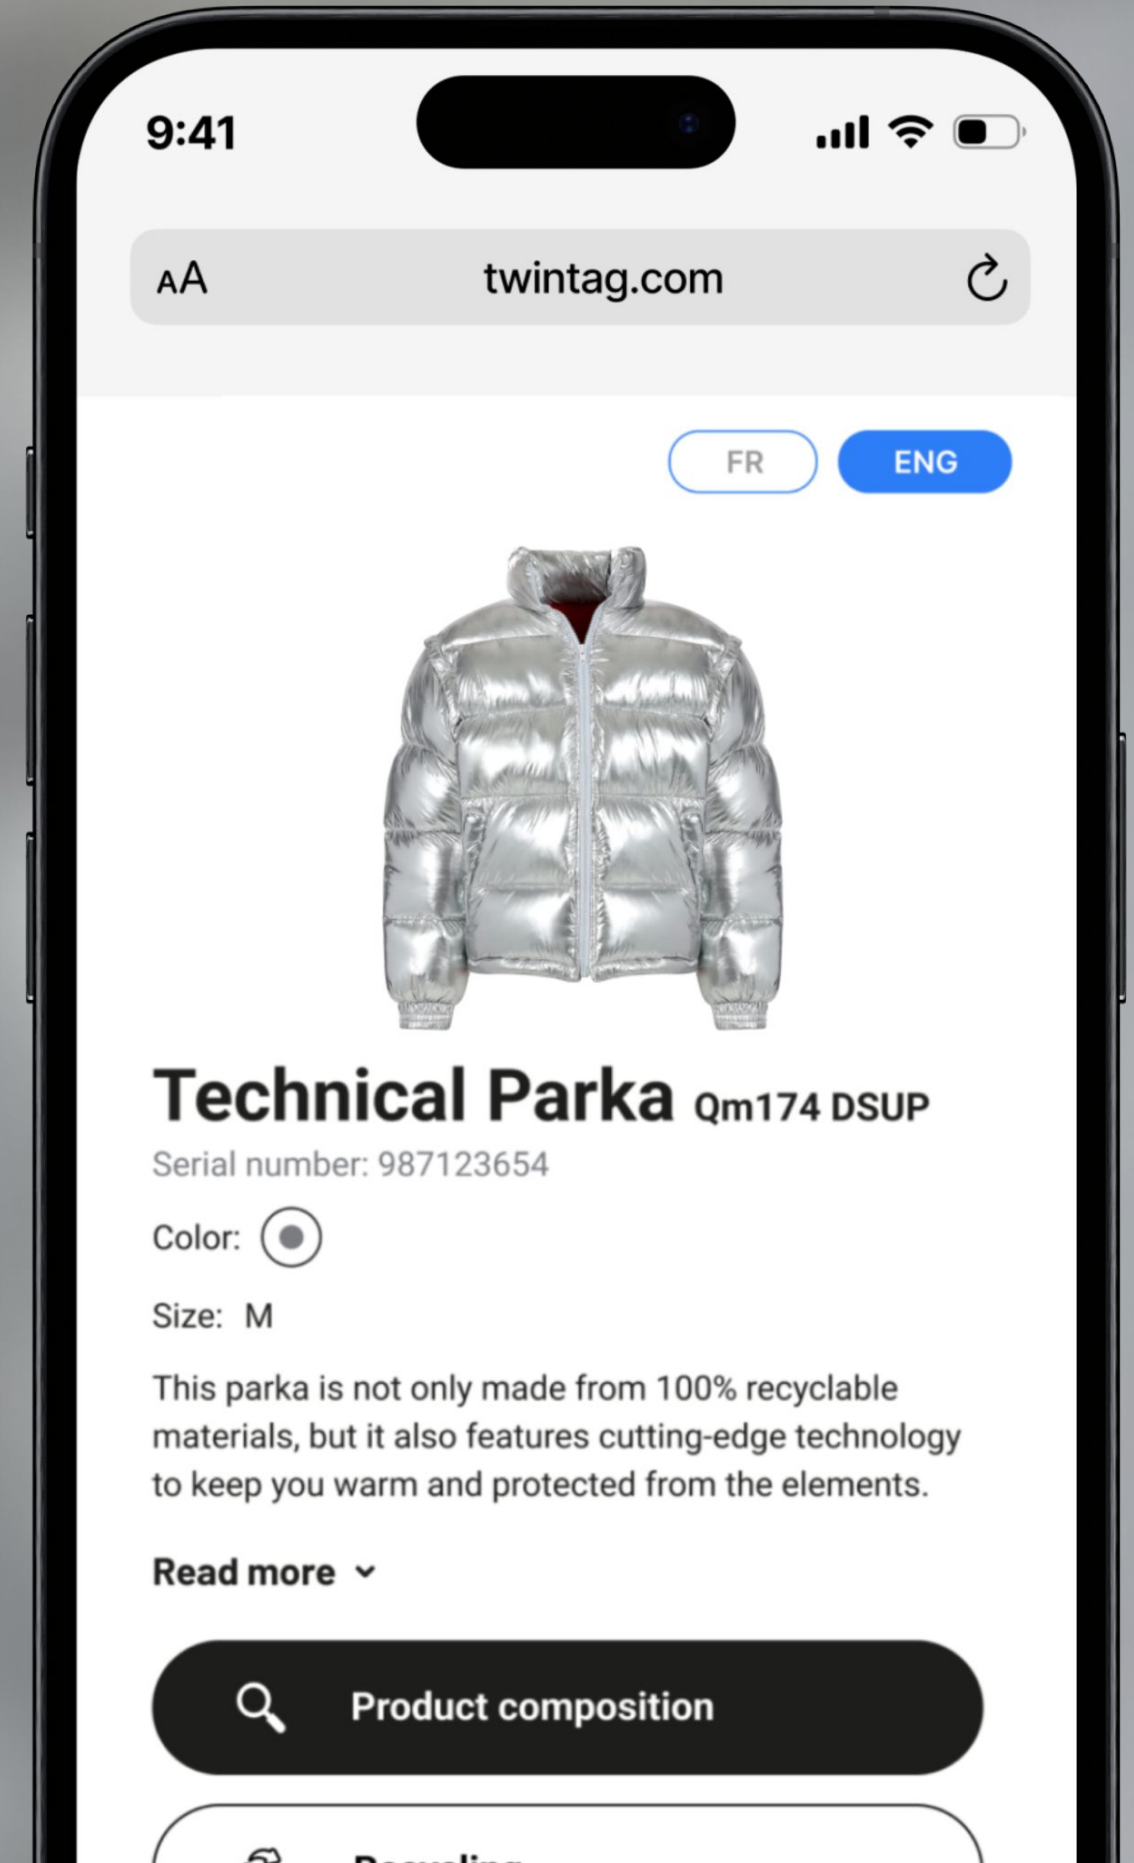 9:41
AA twintag.com
FR ENG
Technical Parka Qm174 DSUP
Serial number: 987123654
Color:
Size: M
This parka is not only made from 100% recyclable
materials, but it also features cutting-edge technology
to keep you warm and protected from the elements.
Read more
Product composition
Recycling